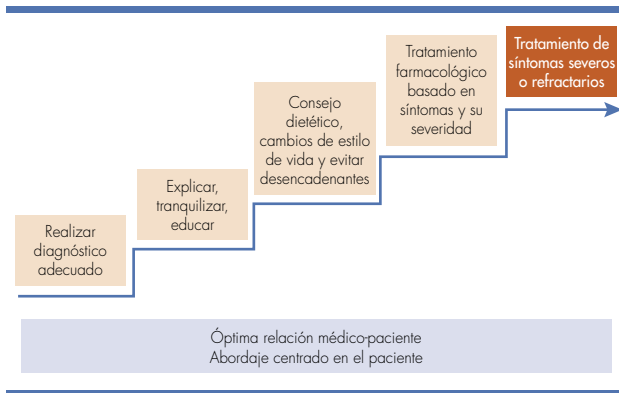 Realizar
diagnóstico
adecuado
Explicar,
tranquilizar,
educar
Consejo
dietético,
cambios de estilo
de vida y evitar
desencadenantes
Tratamiento
farmacológico
basado en
síntomas y su
severidad
Tratamiento de
síntomas severos
o refractarios
Óptima relación médico-paciente
Abordaje centrado en el paciente